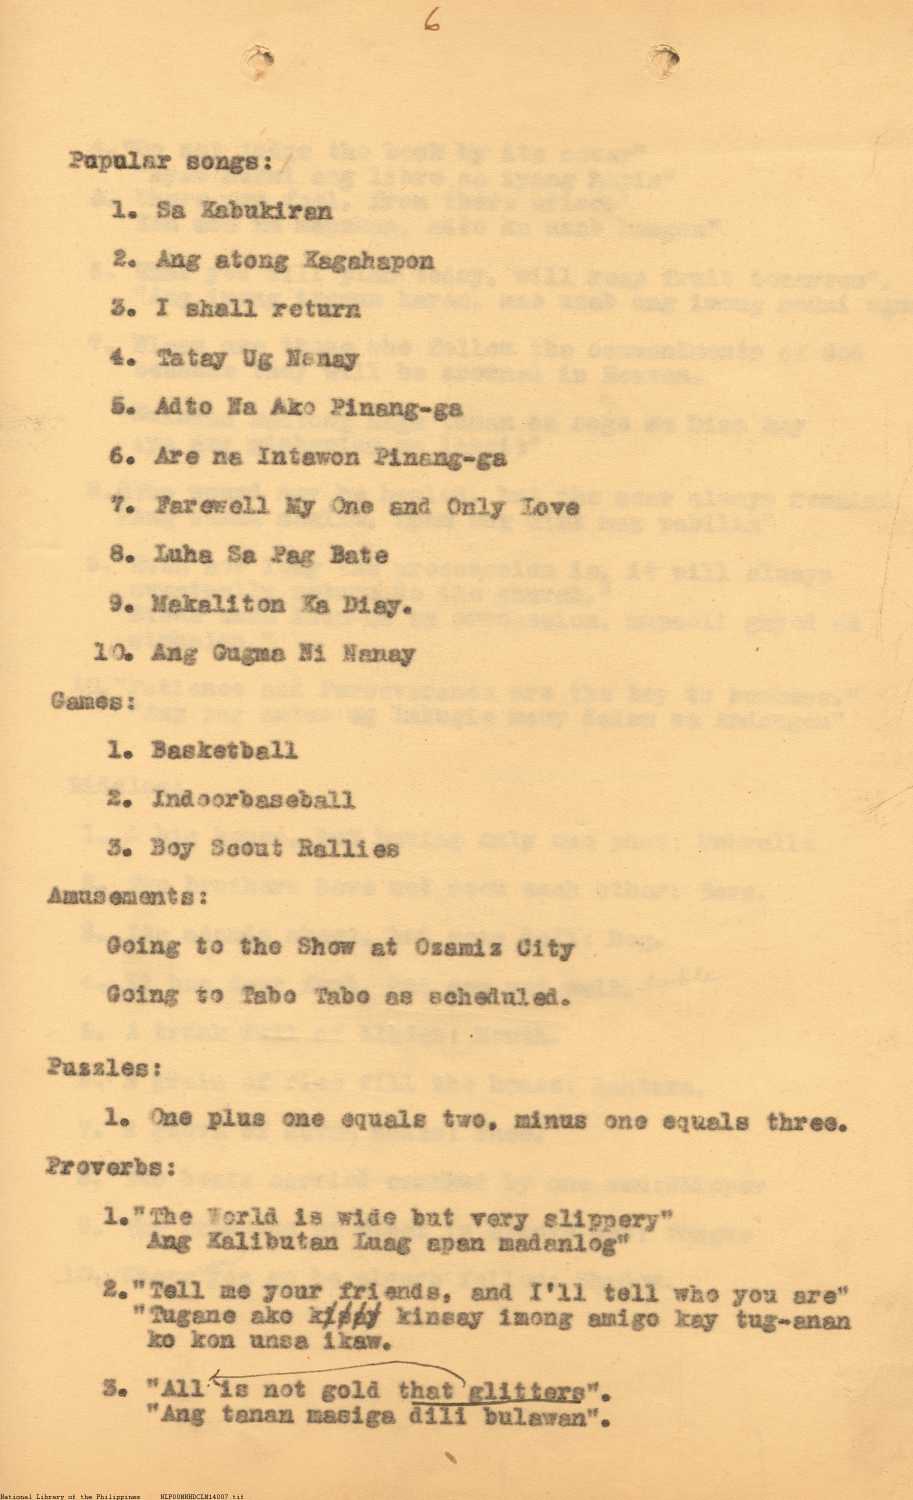 6
Popular songs:
1. Sa Kabukiran
2. Ang atong Kagahapon
3. I shall return
4. Tatay Ug Nanay
5. Adto Na Ako Pinang-ga
6. Are na Intawon Pinang-ga
7. Farewell My One and Only Love
8. Luha Sa Pag Bate
9. Makaliton Ka Diay.
10. Ang Gugma Ni Nanay
Games:
1. Basketball
2. Indoorbaseball
3. Boy Scout Rallies
Amusements:
Going to the Show at Ozamiz City
Going to Tabo Tabo as scheduled.
Puzzles:
1. One plus one equals two, minus one equals three.
Proverbs:
1."The World is wide but very slippery"
Ang Kalibutan Luag apan madanlog"
2."Tell me your friends, and I'll tell who you are"
"Tugane ako kinsay imong amigo kay tug-anan
ko kon unsa ikaw.
3. "All is not gold that glitters".
"Ang tanan masiga dili bulawan".
National Library of the Philippines NLP00MNHDCLM14007.tif